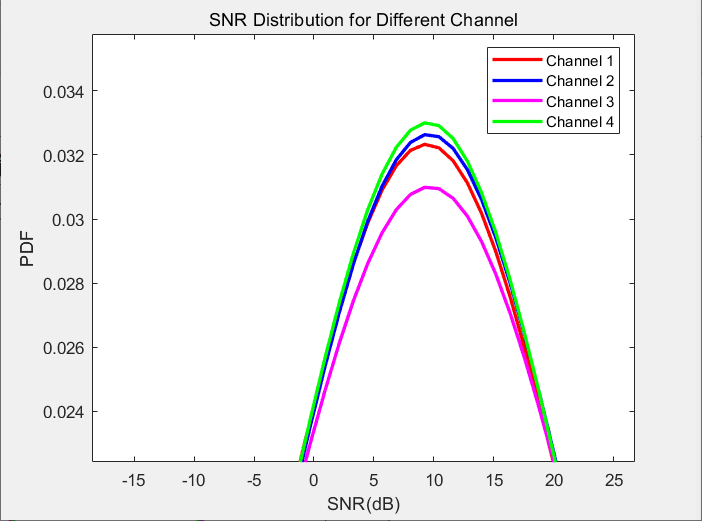 SNR Distribution for Different Channel
Channel 1
Channel 2
Channel 3
Channel 4
0.034
0.032
0.03
0.028
0.026
0.024
PDF
-15 -10 -5 0 5 10 15 20 25
SNR(dB)